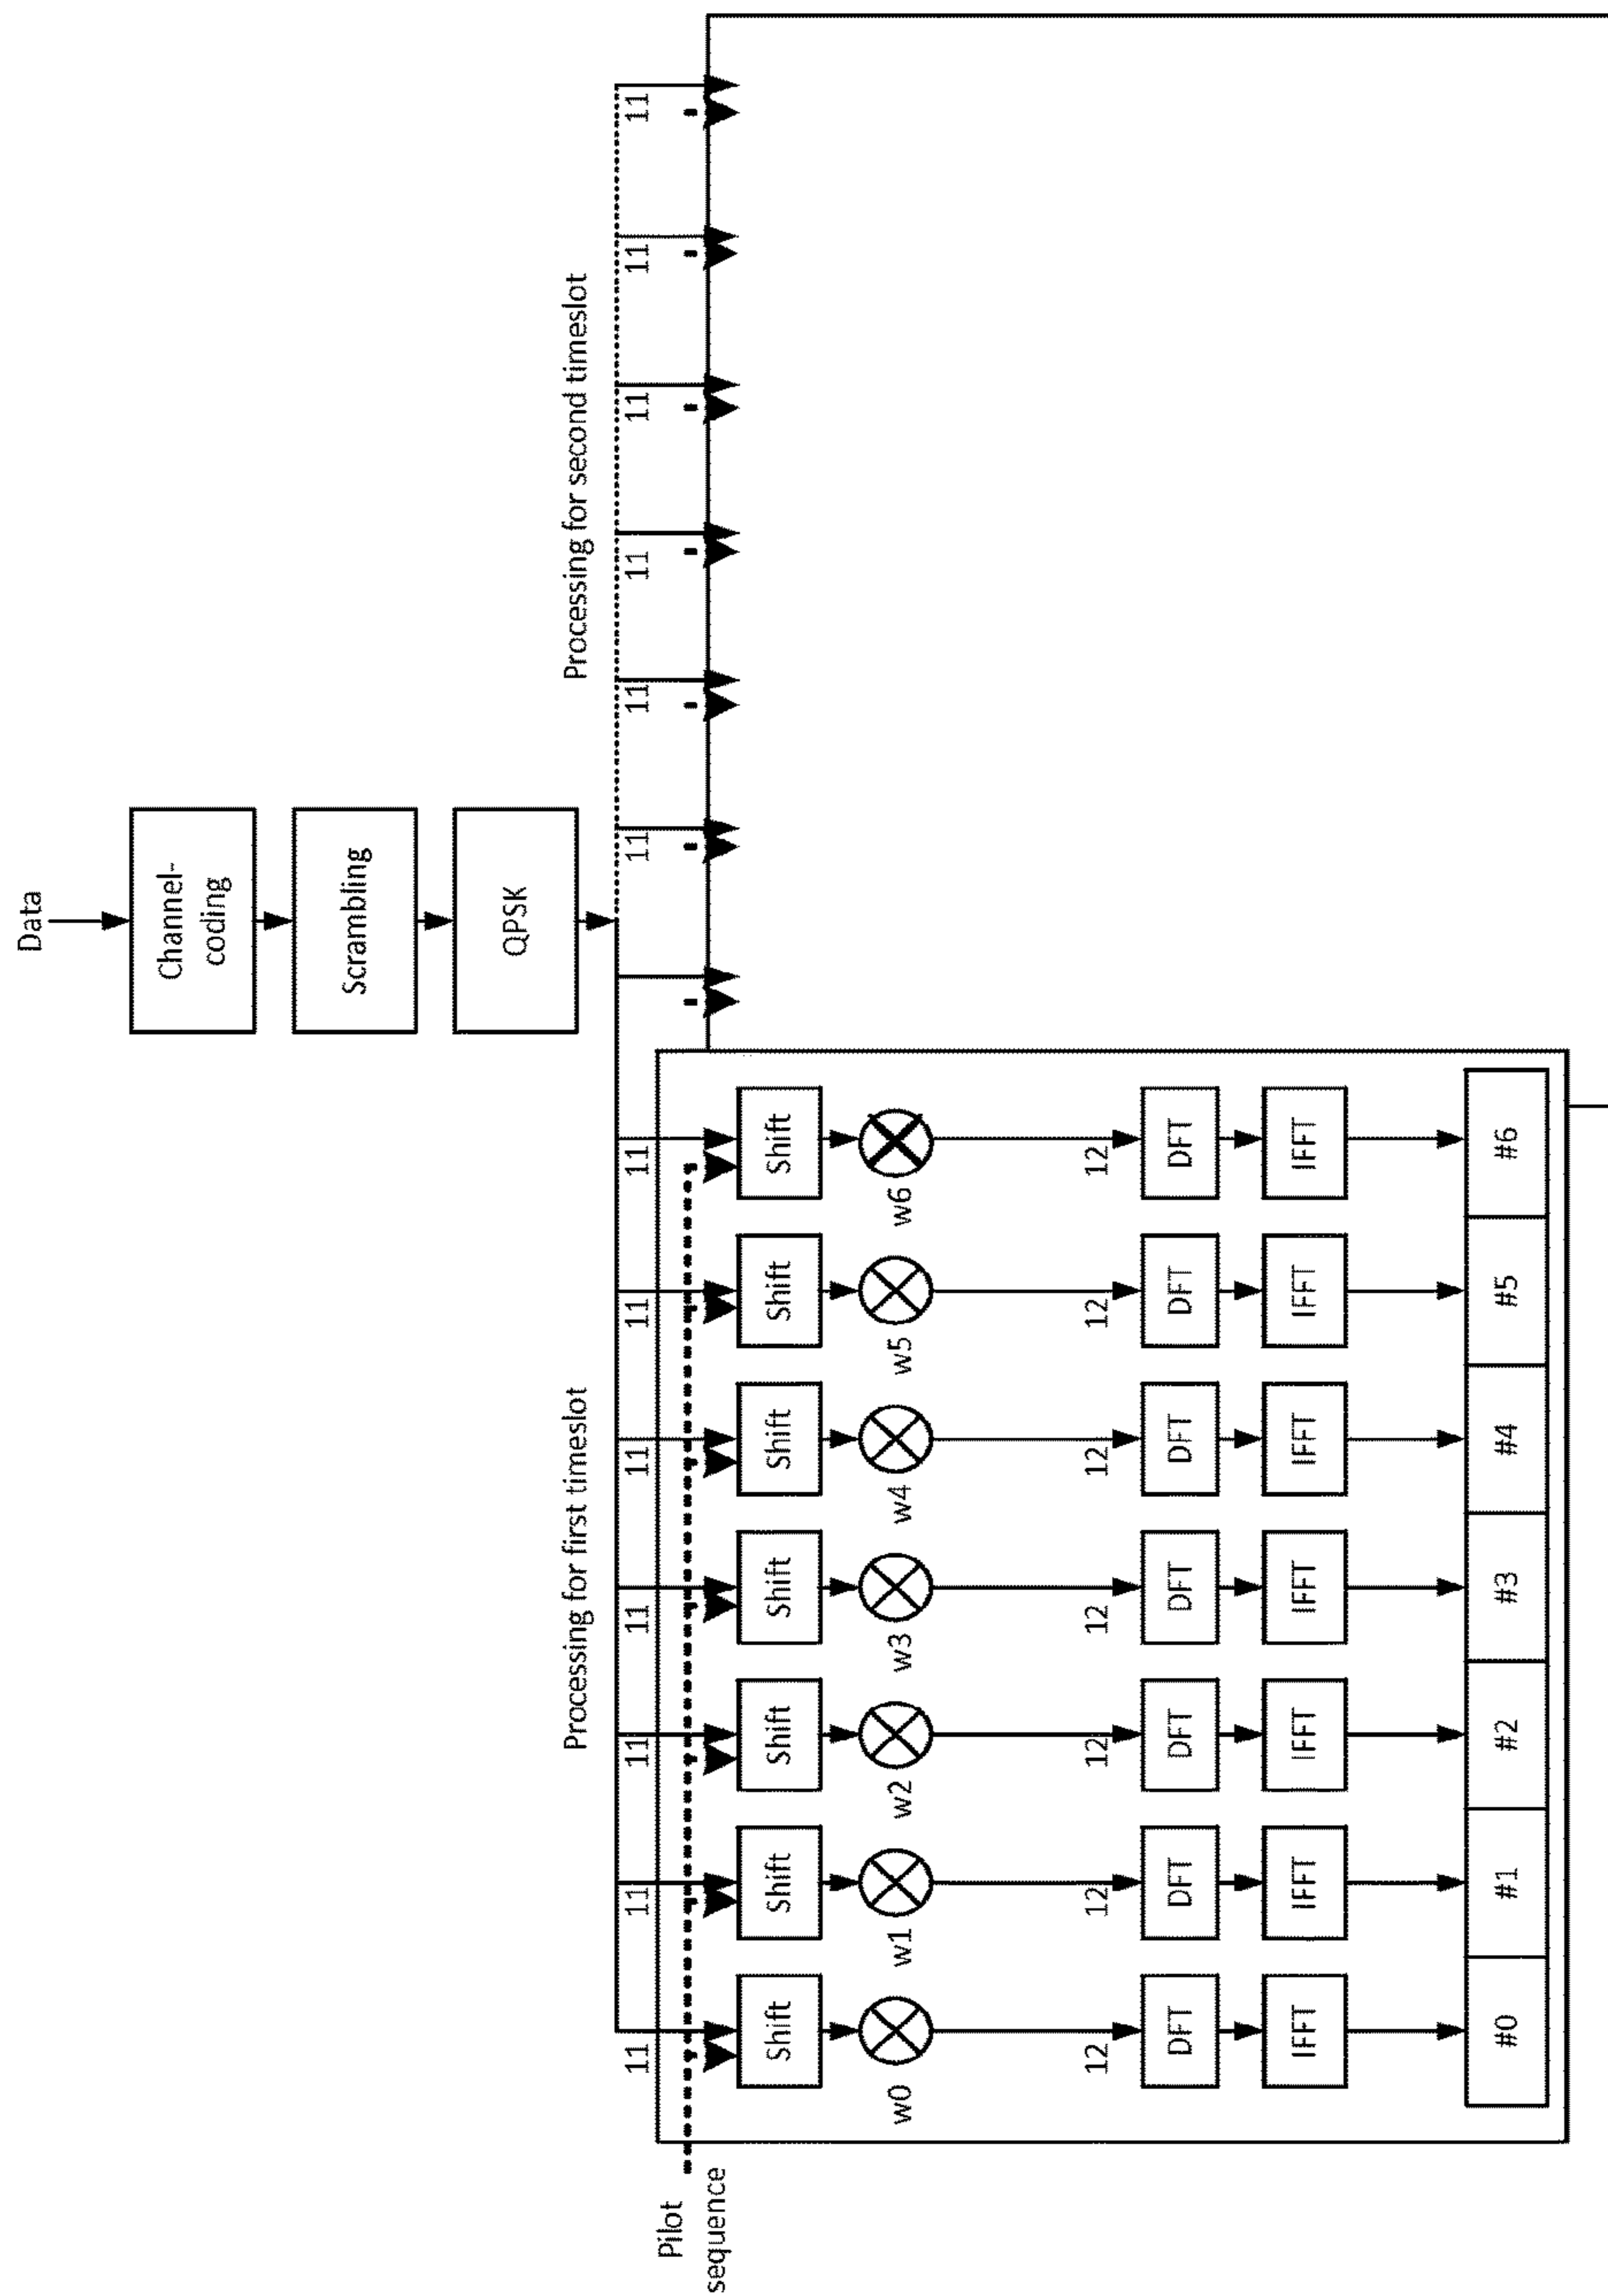 Data
Channel-
coding
Scrambling
QPSK
Processing for first timeslot
Processing for second timeslot
11 11 11 11 11 11 11 11 11 11 11 11 11
Pilot
sequence
Shift Shift Shift Shift Shift Shift Shift
w0 w1 w2 w3 w4 w5 w6
12 12 12 12 12 12 12
DFT DFT DFT DFT DFT DFT DFT
IFFT IFFT IFFT IFFT IFFT IFFT IFFT
#0 #1 #2 #3 #4 #5 #6